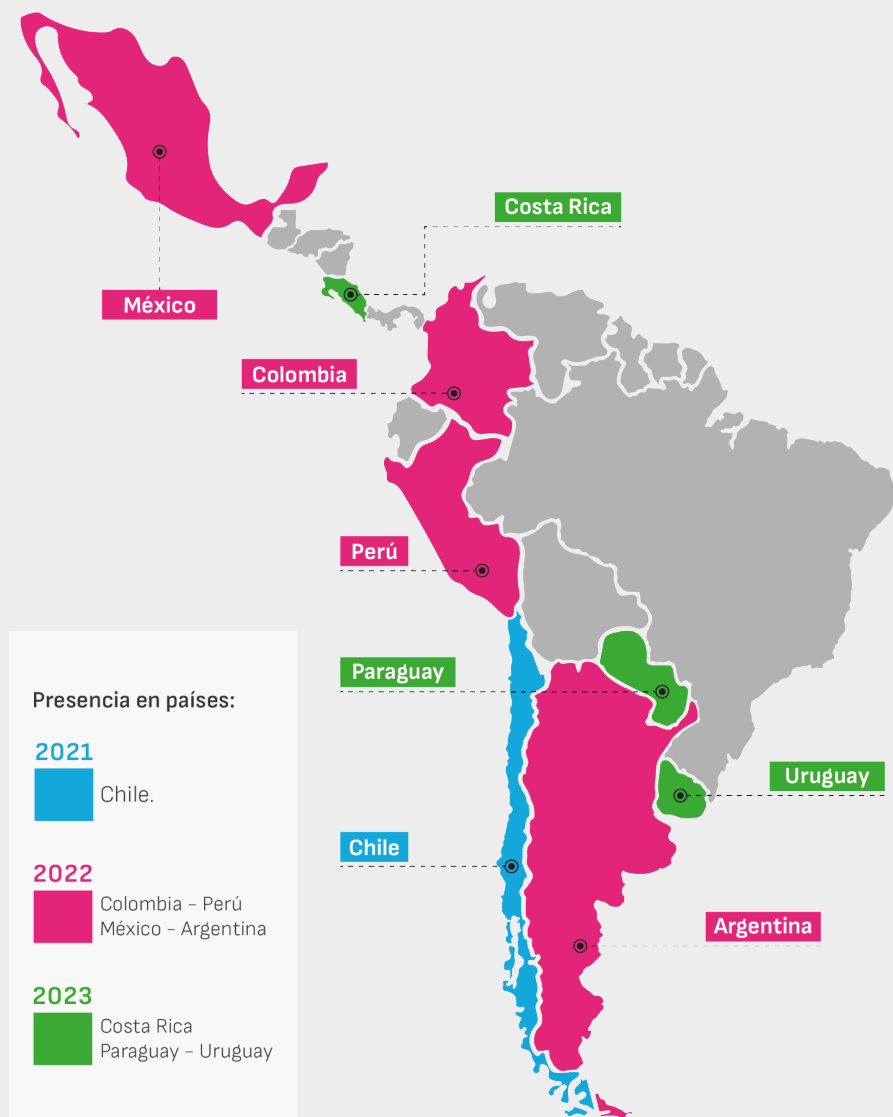 Costa Rica
México
Colombia
Perú
Paraguay
Uruguay
Chile
Argentina
Presencia en países:
2021
Chile.
2022
Colombia - Perú
México - Argentina
2023
Costa Rica
Paraguay - Uruguay